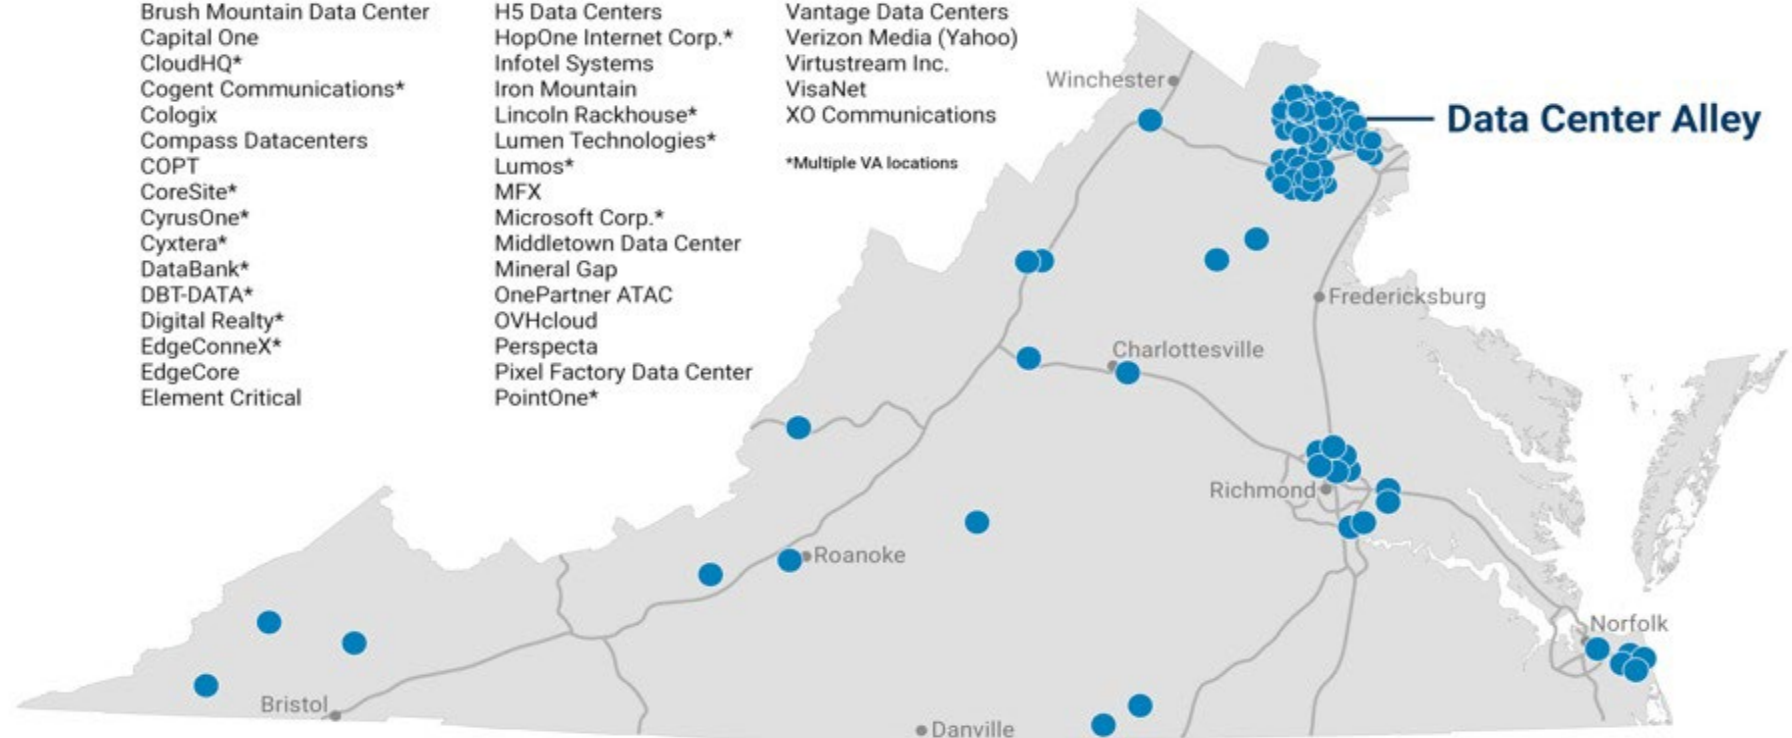 Brush Mountain Data Center
Capital One
CloudHQ*
Cogent Communications*
Cologix
Compass Datacenters
COPT
CoreSite*
CyrusOne*
Cyxtera*
DataBank*
DBT-DATA*
Digital Realty*
EdgeConneX*
EdgeCore
Element Critical
H5 Data Centers
HopOne Internet Corp.*
Infotel Systems
Iron Mountain
Lincoln Rackhouse*
Lumen Technologies*
Lumos*
MFX
Microsoft Corp.*
Middletown Data Center
Mineral Gap
OnePartner ATAC
OVHcloud
Perspecta
Pixel Factory Data Center
PointOne*
Vantage Data Centers
Verizon Media (Yahoo)
Virtustream Inc.
VisaNet
XO Communications
*Multiple VA locations
Winchester
Data Center Alley
Fredericksburg
Charlottesville
Richmond
Roanoke
Norfolk
Bristol
Danville